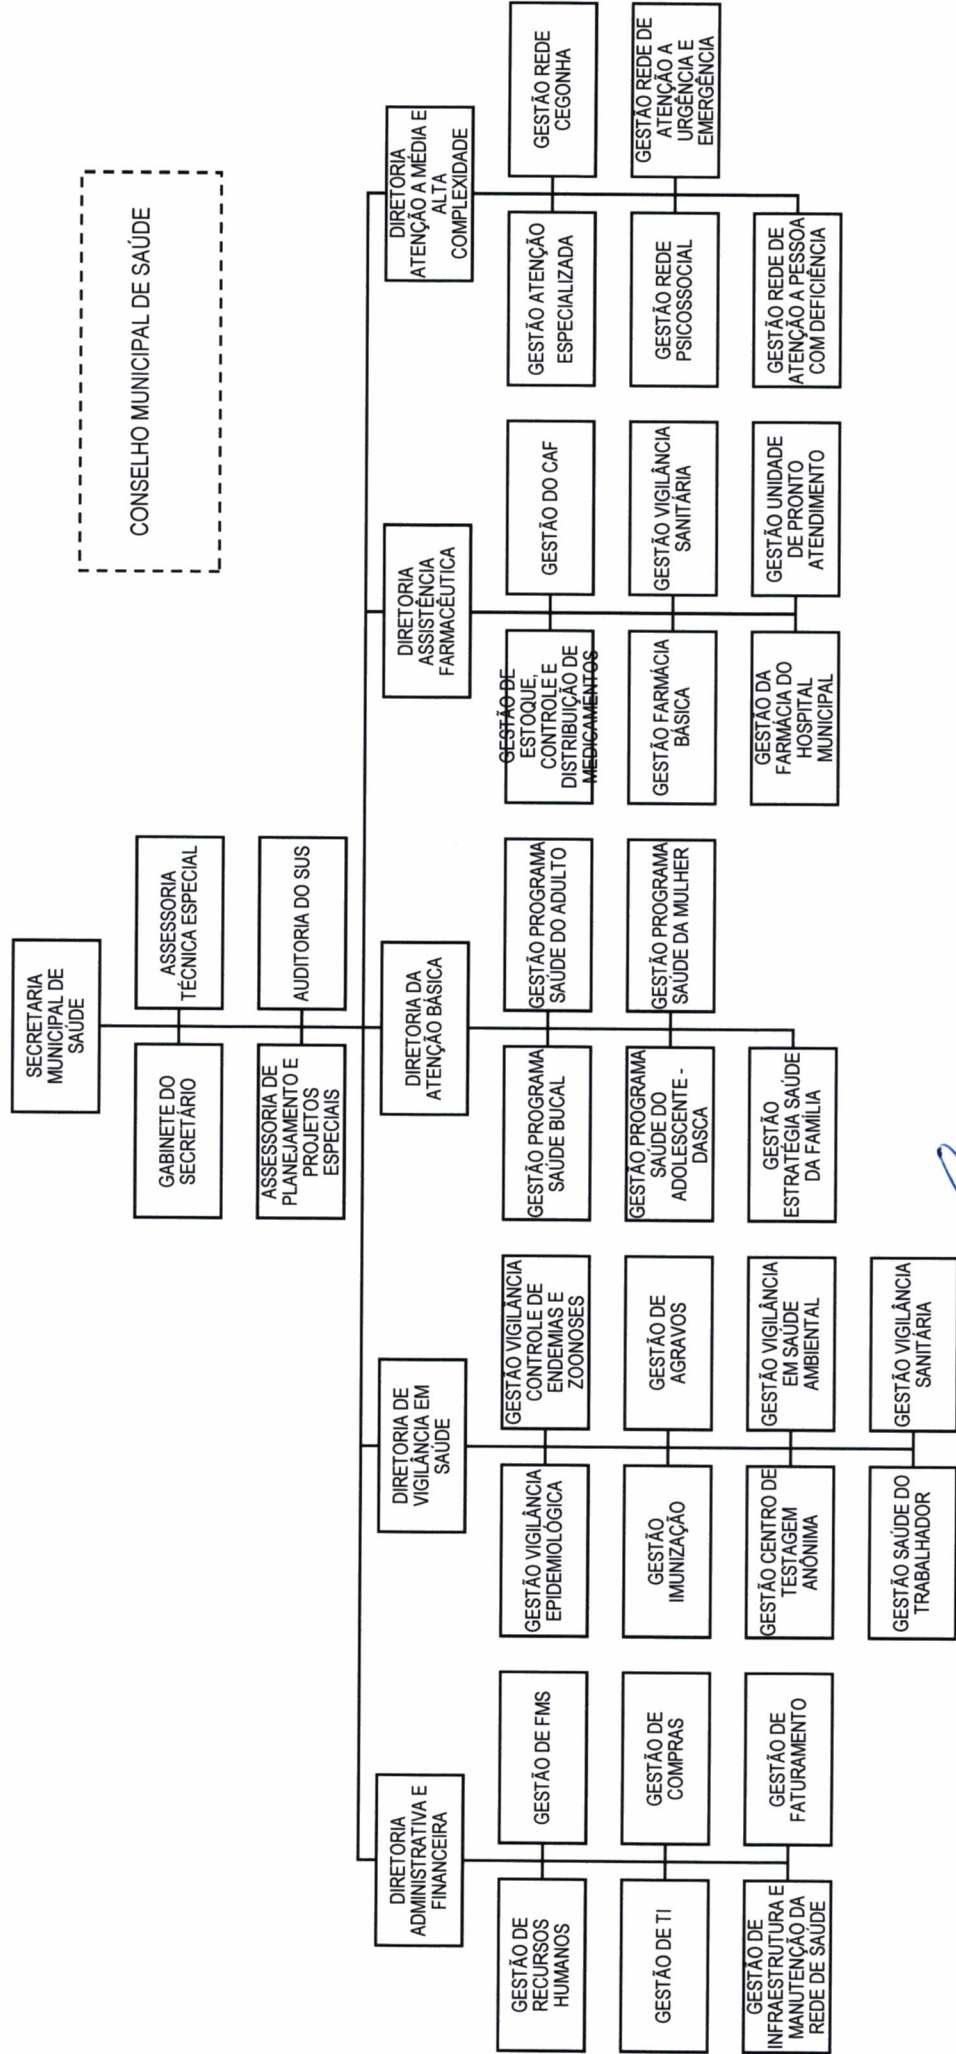 CONSELHO MUNICIPAL DE SAÚDE
SECRETARIA
MUNICIPAL DE
SAÚDE
GABINETE DO
SECRETÁRIO
ASSESSORIA
TÉCNICA ESPECIAL
ASSESSORIA DE
PLANEJAMENTO E
PROJETOS
ESPECIAIS
AUDITORIA DO SUS
DIRETORIA
ADMINISTRATIVA E
FINANCEIRA
GESTÃO DE
RECURSOS
HUMANOS
GESTÃO DE FMS
GESTÃO DE TI
GESTÃO DE
COMPRAS
GESTÃO DE
INFRAESTRUTURA E
MANUTENÇÃO DA
REDE DE SAÚDE
GESTÃO DE
FATURAMENTO
DIRETORIA DE
VIGILÂNCIA EM
SAÚDE
GESTÃO VIGILÂNCIA
EPIDEMIOLÓGICA
GESTÃO VIGILÂNCIA
CONTROLE DE
ENDEMIAS E
ZOONOSES
GESTÃO
IMUNIZAÇÃO
GESTÃO DE
AGRAVOS
GESTÃO CENTRO DE
TESTAGEM
ANÔNIMA
GESTÃO VIGILÂNCIA
EM SAÚDE
AMBIENTAL
GESTÃO SAÚDE DO
TRABALHADOR
GESTÃO VIGILÂNCIA
SANITÁRIA
DIRETORIA DA
ATENÇÃO BÁSICA
GESTÃO PROGRAMA
SAÚDE BUCAL
GESTÃO PROGRAMA
SAÚDE DO ADULTO
GESTÃO PROGRAMA
SAÚDE DO
ADOLESCENTE -
DASCA
GESTÃO PROGRAMA
SAÚDE DA MULHER
GESTÃO
ESTRATÉGIA SAÚDE
DA FAMÍLIA
DIRETORIA
ASSISTÊNCIA
FARMACÊUTICA
GESTÃO DE
ESTOQUE,
CONTROLE E
DISTRIBUIÇÃO DE
MEDICAMENTOS
GESTÃO DO CAF
GESTÃO FARMÁCIA
BÁSICA
GESTÃO VIGILÂNCIA
SANITÁRIA
GESTÃO DA
FARMÁCIA DO
HOSPITAL
MUNICIPAL
GESTÃO UNIDADE
DE PRONTO
ATENDIMENTO
DIRETORIA
ATENÇÃO A MÉDIA E
ALTA
COMPLEXIDADE
GESTÃO ATENÇÃO
ESPECIALIZADA
GESTÃO REDE
CEGONHA
GESTÃO REDE
PSICOSSOCIAL
GESTÃO REDE DE
ATENÇÃO A
URGÊNCIA E
EMERGÊNCIA
GESTÃO REDE DE
ATENÇÃO A PESSOA
COM DEFICIÊNCIA